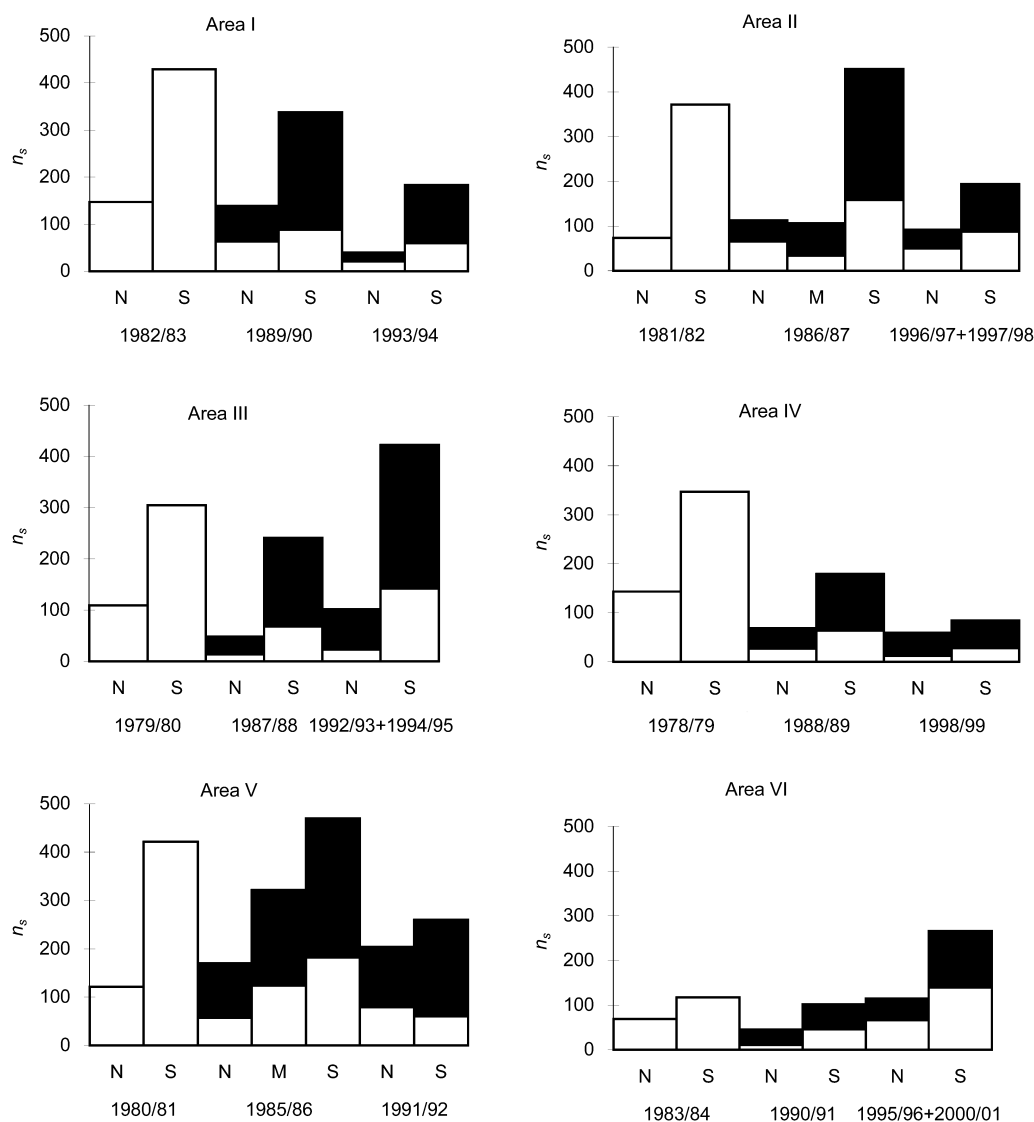 Area I
500
400
300
200
100
0
n_s
N S N S N S
1982/83 1989/90 1993/94
Area II
500
400
300
200
100
0
n_s
N S N M S N S
1981/82 1986/87 1996/97+1997/98
Area III
500
400
300
200
100
0
n_s
N S N S N S
1979/80 1987/88 1992/93+1994/95
Area IV
500
400
300
200
100
0
n_s
N S N S N S
1978/79 1988/89 1998/99
Area V
500
400
300
200
100
0
n_s
N S N M S N S
1980/81 1985/86 1991/92
Area VI
500
400
300
200
100
0
n_s
N S N S N S
1983/84 1990/91 1995/96+2000/01